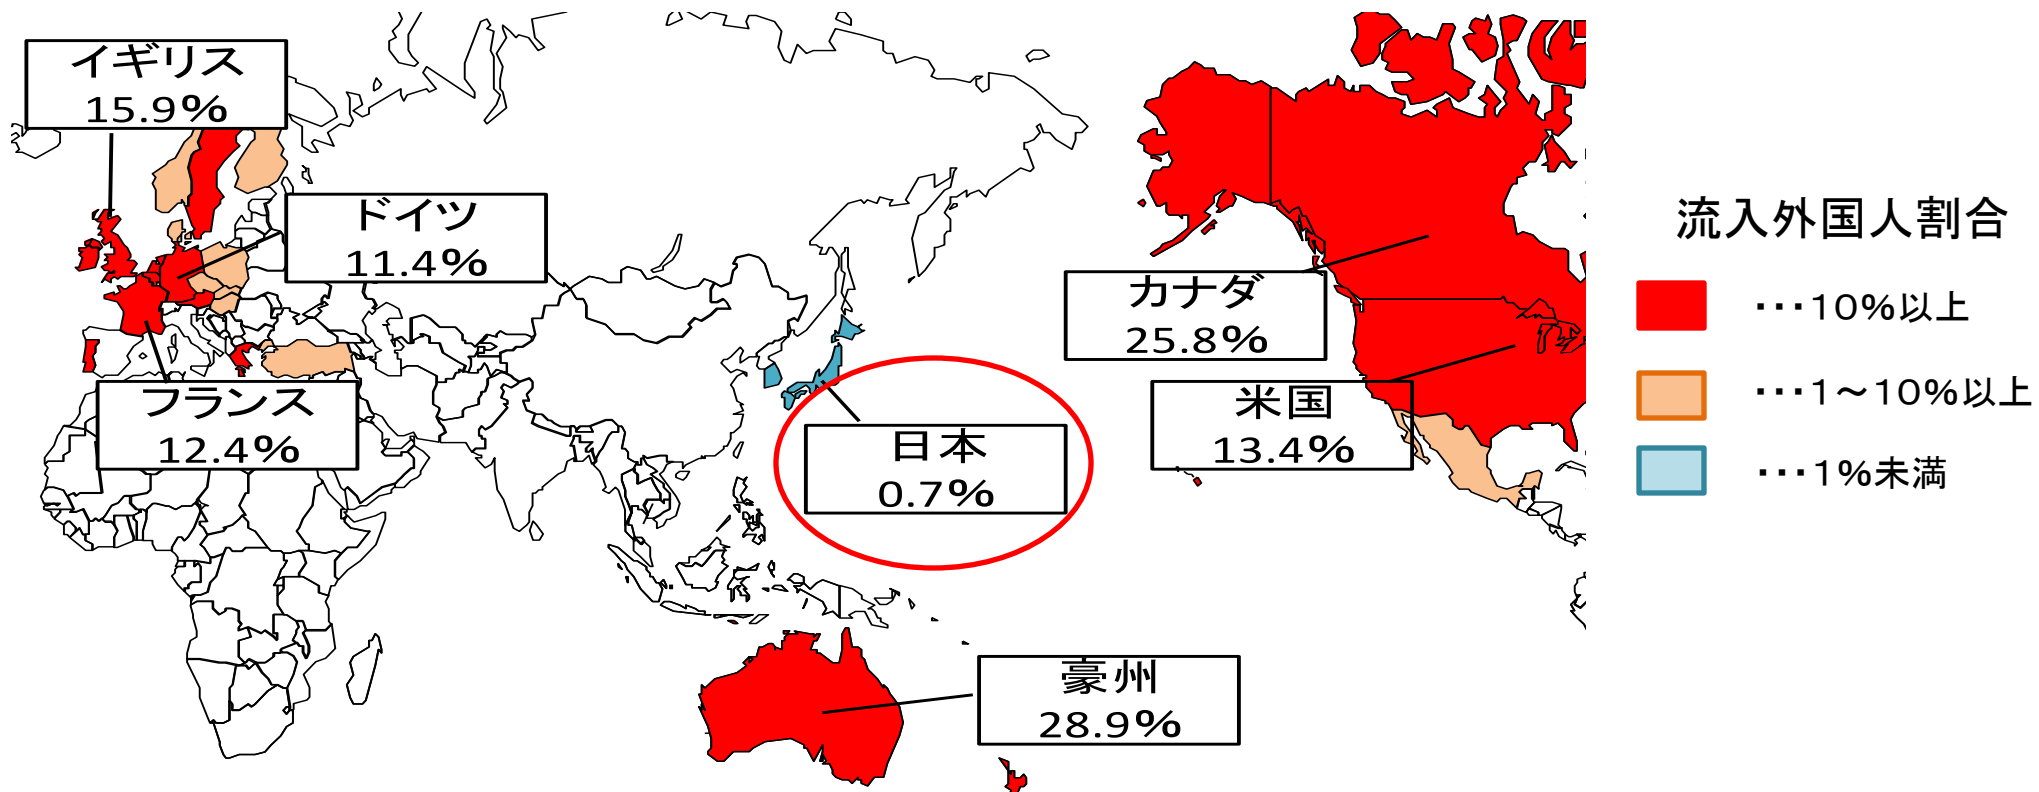 イギリス
15.9%
ドイツ
11.4%
フランス
12.4%
日本
0.7%
カナダ
25.8%
米国
13.4%
豪州
28.9%
流入外国人割合
・・・10%以上
・・・1～10%以上
・・・1%未満